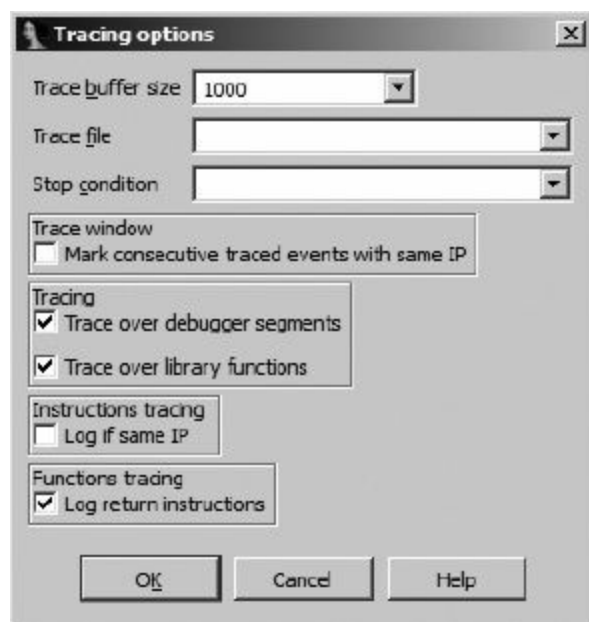 Tracing options
Trace buffer size 1000
Trace file
Stop condition
Trace window
Mark consecutive traced events with same IP
Tracing
Trace over debugger segments
Trace over library functions
Instructions tracing
Log if same IP
Functions tracing
Log return instructions
OK Cancel Help